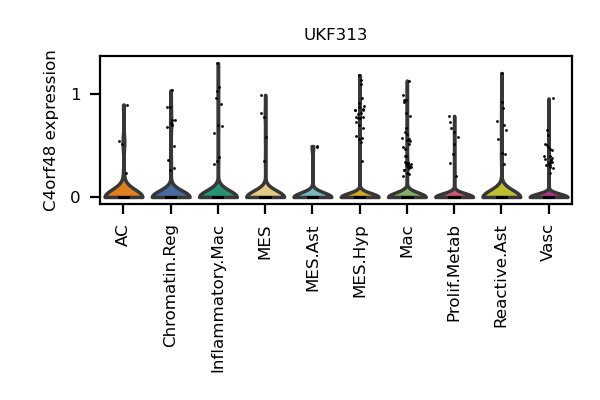 UKF313
C4orf48 expression
1
0
AC
Chromatin.Reg
Inflammatory.Mac
MES
MES.Ast
MES.Hyp
Mac
Prolif.Metab
Reactive.Ast
Vasc